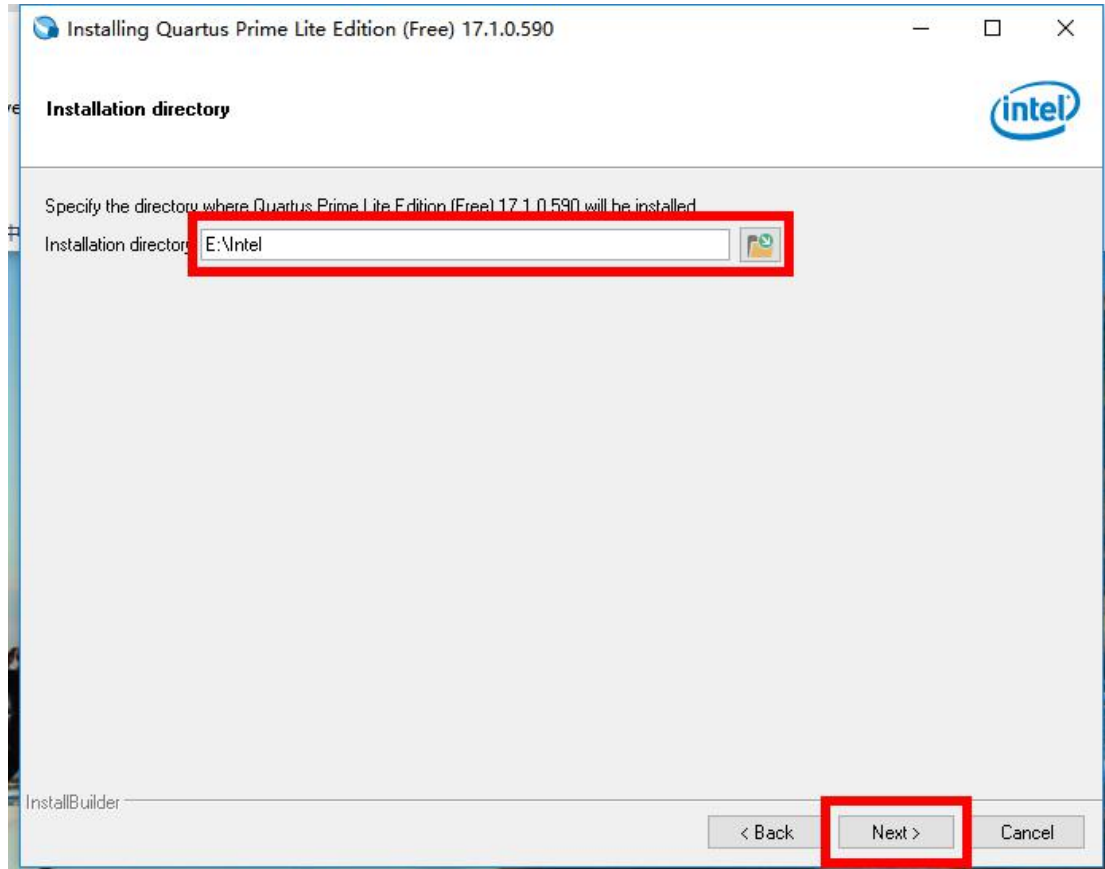 Installing Quartus Prime Lite Edition (Free) 17.1.0.590
Installation directory
intel
Specify the directory where Quartus Prime Lite Edition (Free) 17.1.0.590 will be installed
Installation directory E:\Intel
InstallBuilder
< Back Next > Cancel